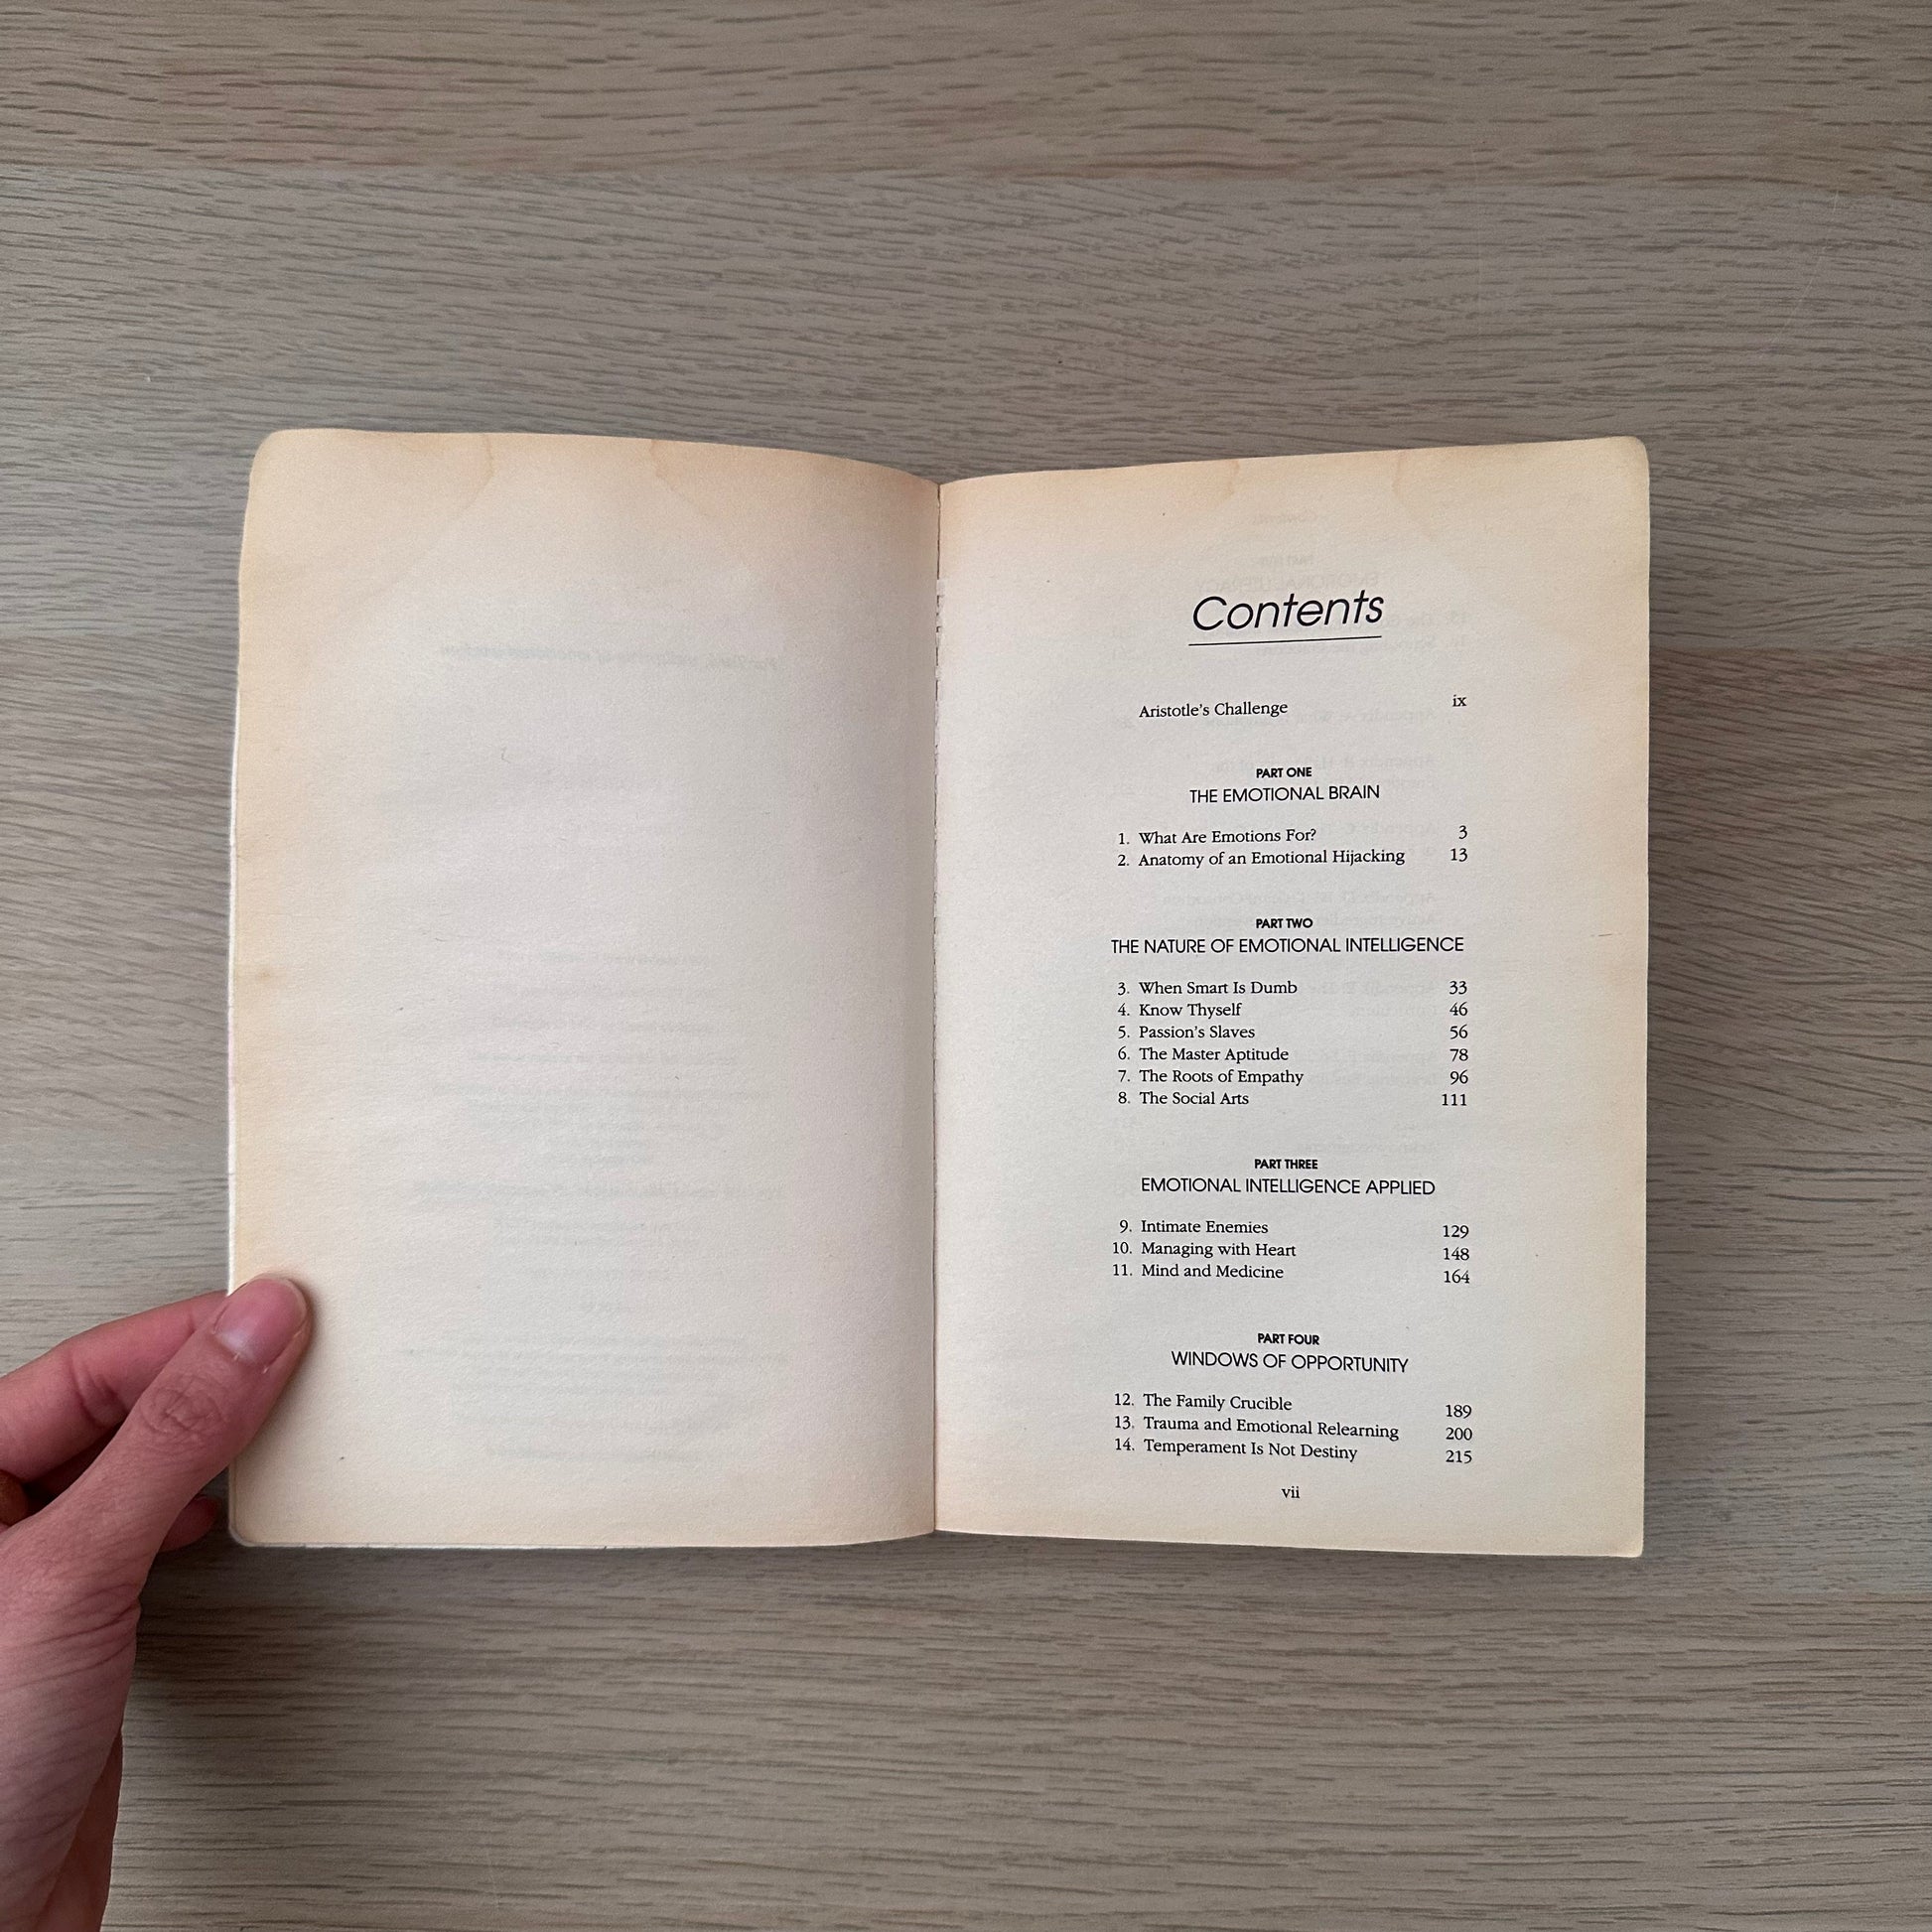 Contents
Aristotle's Challenge ix
PART ONE
THE EMOTIONAL BRAIN
1. What Are Emotions For? 3
2. Anatomy of an Emotional Hijacking 13
PART TWO
THE NATURE OF EMOTIONAL INTELLIGENCE
3. When Smart Is Dumb 33
4. Know Thyself 46
5. Passion's Slaves 56
6. The Master Aptitude 78
7. The Roots of Empathy 96
8. The Social Arts 111
PART THREE
EMOTIONAL INTELLIGENCE APPLIED
9. Intimate Enemies 129
10. Managing with Heart 148
11. Mind and Medicine 164
PART FOUR
WINDOWS OF OPPORTUNITY
12. The Family Crucible 189
13. Trauma and Emotional Relearning 200
14. Temperament Is Not Destiny 215
vii